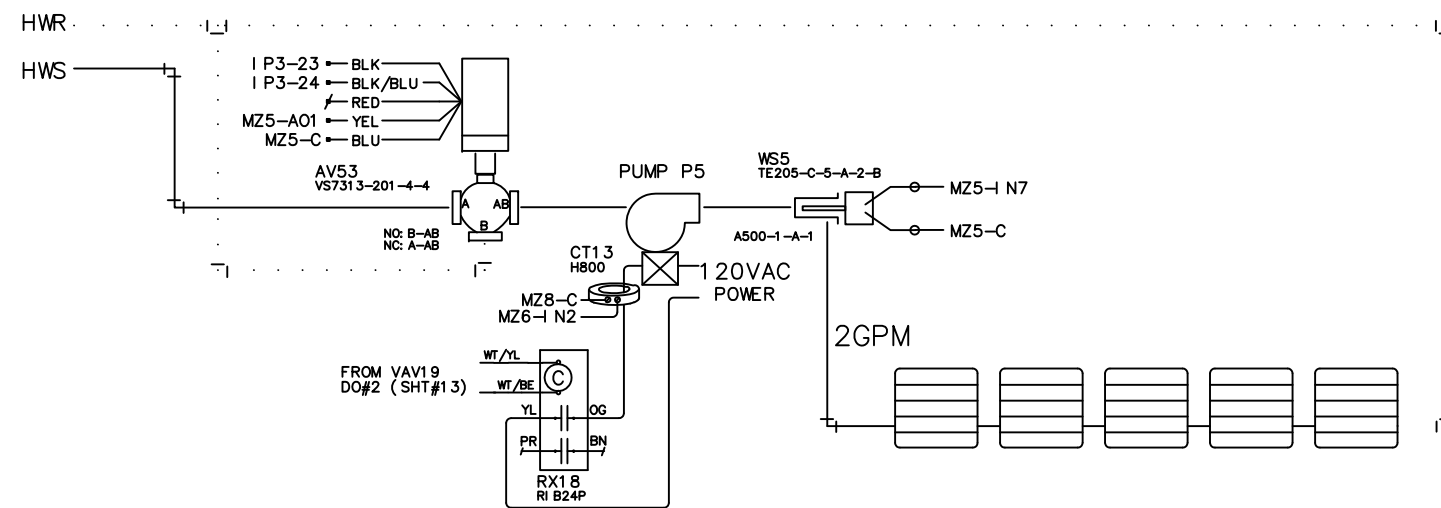 HWR
HWS
IP3-23 BLK
IP3-24 BLK/BLU
RED
MZ5-AO1 YEL
MZ5-C BLU
AV53
VS7313-201-4-4
A AB
B
NO: B-AB
NC: A-AB
PUMP P5
WS5
TE205-C-5-A-2-B
MZ5-IN7
MZ5-C
A500-1-A-1
CT13
H800
120VAC
POWER
MZ8-C
MZ6-IN2
2GPM
FROM VAV19
DO#2 (SHT#13)
WT/YL
WT/BE
C
YL OG
PR BN
RX18
RIB24P